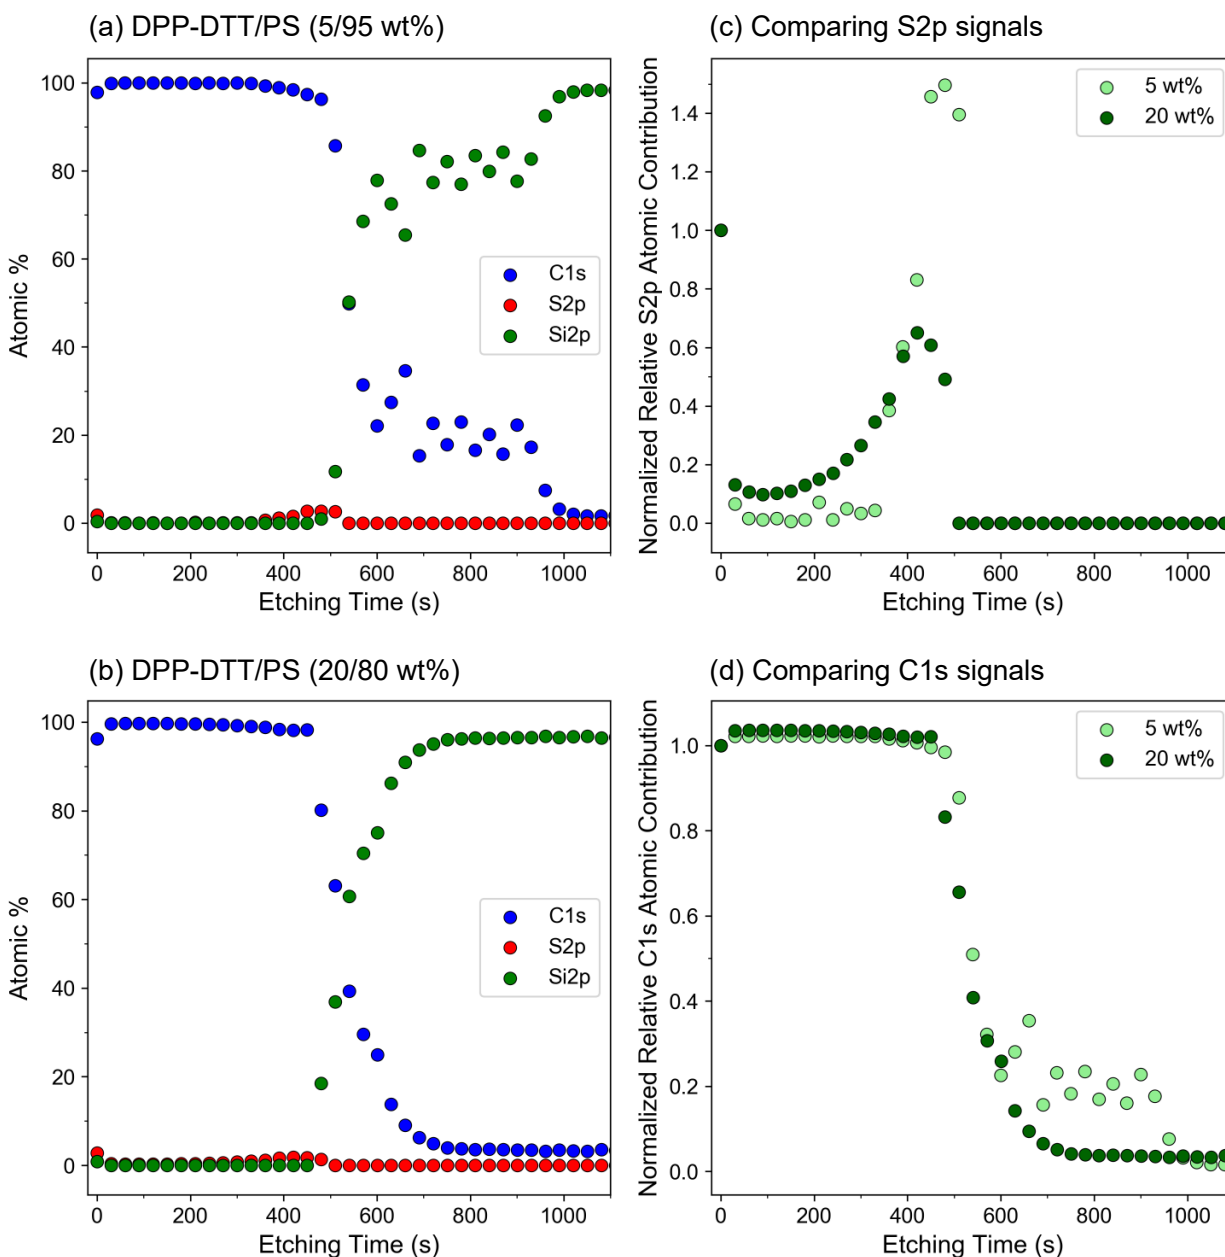 (a) DPP-DTT/PS (5/95 wt%)
100
80
60
40
20
0
Atomic %
C1s
S2p
Si2p
0 200 400 600 800 1000
Etching Time (s)
(c) Comparing S2p signals
1.4
1.2
1.0
0.8
0.6
0.4
0.2
0.0
Normalized Relative S2p Atomic Contribution
5 wt%
20 wt%
0 200 400 600 800 1000
Etching Time (s)
(b) DPP-DTT/PS (20/80 wt%)
100
80
60
40
20
0
Atomic %
C1s
S2p
Si2p
0 200 400 600 800 1000
Etching Time (s)
(d) Comparing C1s signals
1.0
0.8
0.6
0.4
0.2
0.0
Normalized Relative C1s Atomic Contribution
5 wt%
20 wt%
0 200 400 600 800 1000
Etching Time (s)